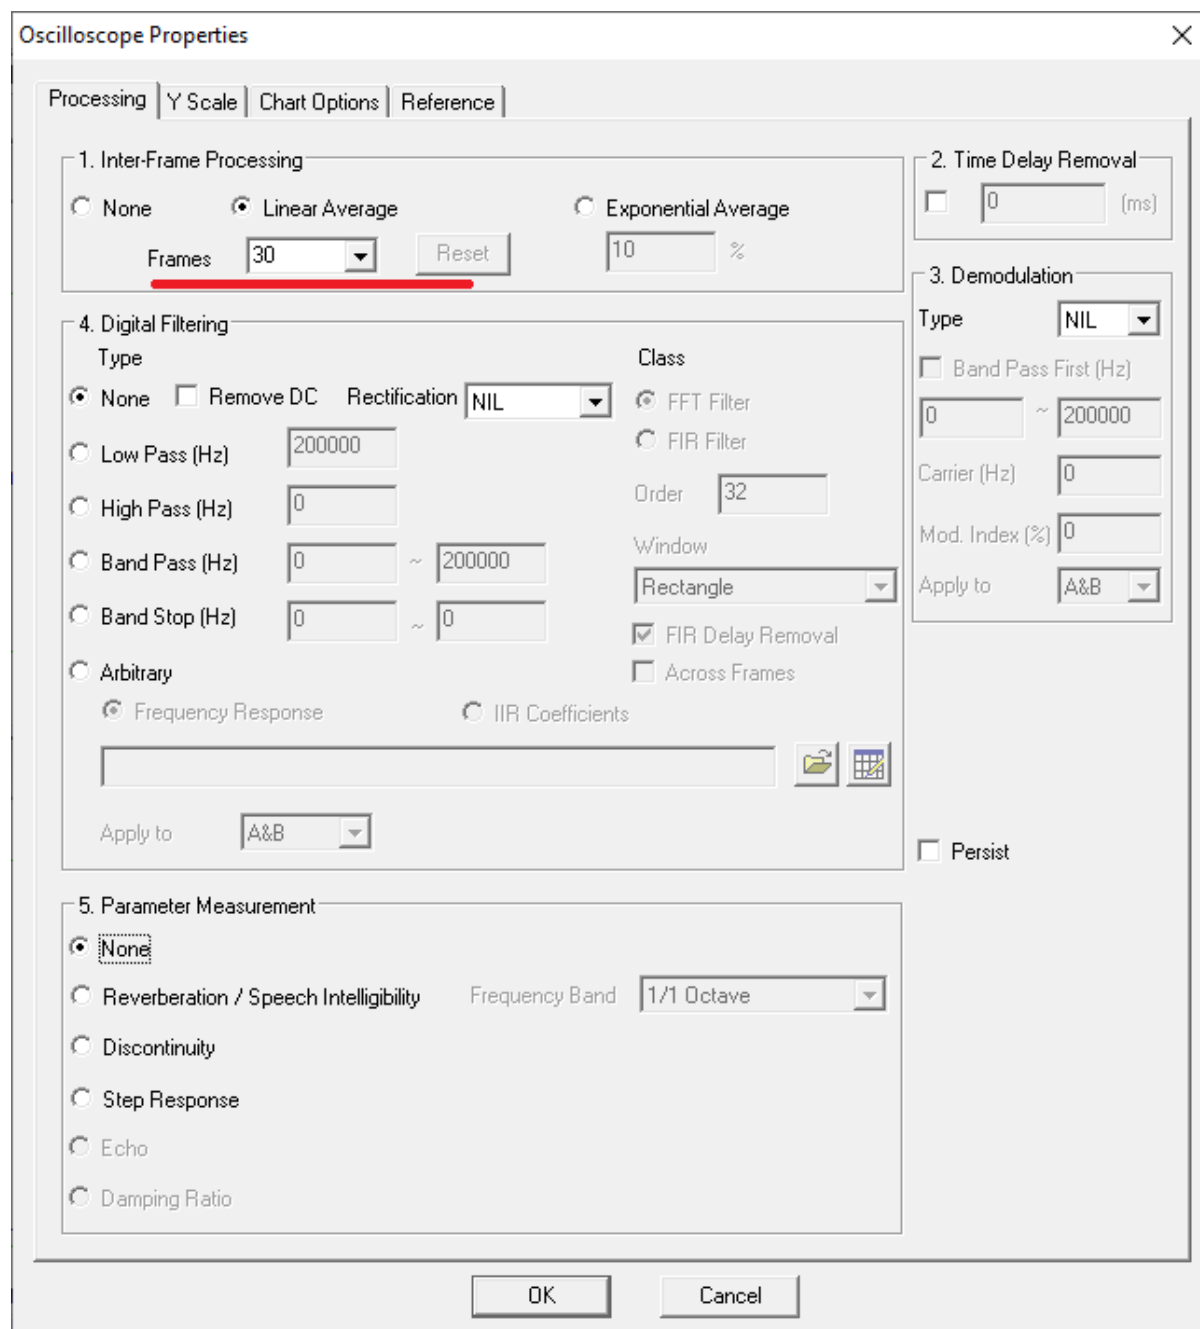 Oscilloscope Properties
Processing Y Scale Chart Options Reference
1. Inter-Frame Processing
None Linear Average Exponential Average
Frames 30 Reset 10 %
2. Time Delay Removal
0 (ms)
3. Demodulation
Type NIL
Band Pass First (Hz)
0 ~ 200000
Carrier (Hz) 0
Mod. Index (%) 0
Apply to A&B
4. Digital Filtering
Type Class
None Remove DC Rectification NIL FFT Filter
Low Pass (Hz) 200000 FIR Filter
High Pass (Hz) 0 Order 32
Window
Band Pass (Hz) 0 ~ 200000 Rectangle
Band Stop (Hz) 0 ~ 0 FIR Delay Removal
Arbitrary Across Frames
Frequency Response IIR Coefficients
Apply to A&B
Persist
5. Parameter Measurement
None
Reverberation / Speech Intelligibility Frequency Band 1/1 Octave
Discontinuity
Step Response
Echo
Damping Ratio
OK Cancel